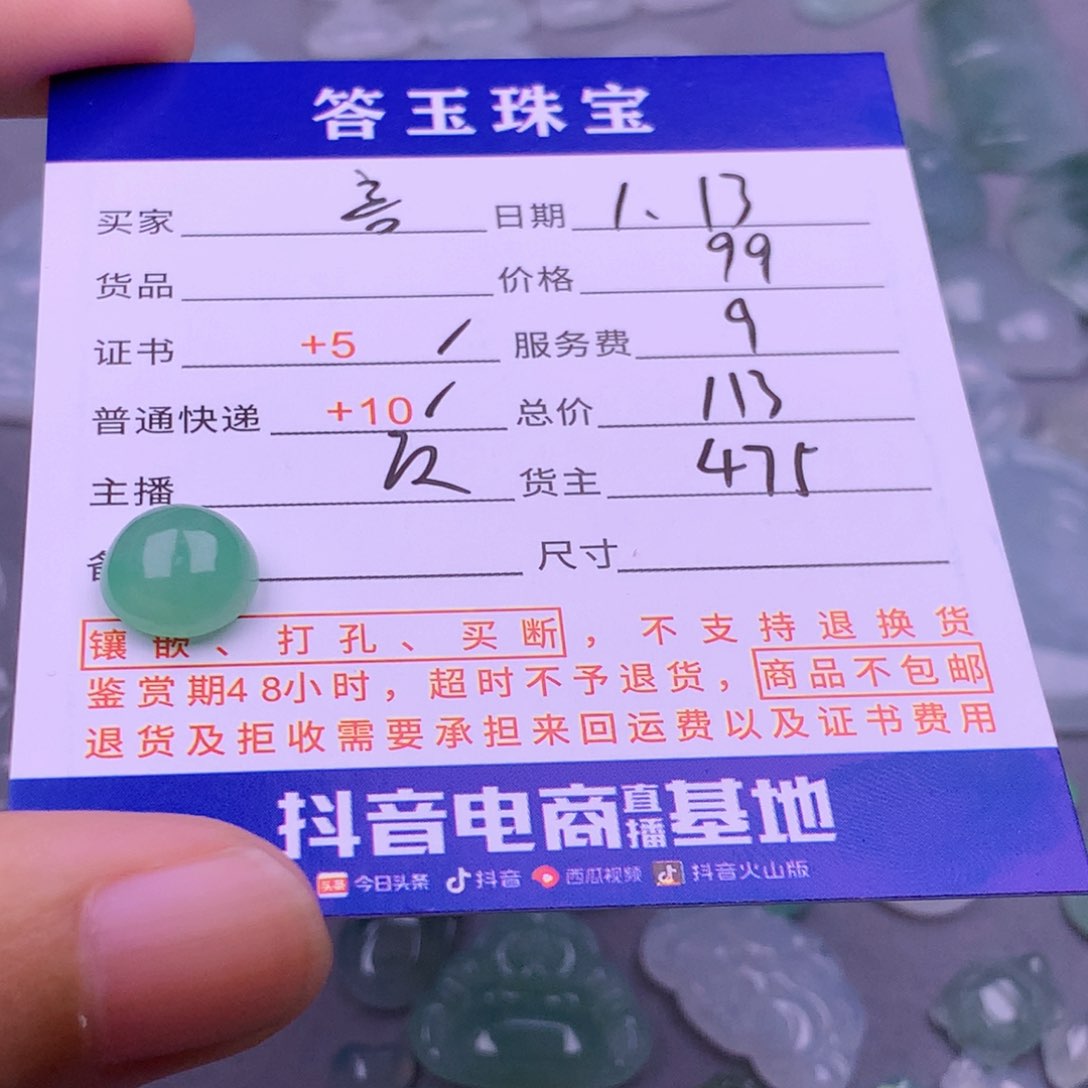 答玉珠宝
买家 日期 1、13
货品 价格 99
证书 +5 / 服务费 9
普通快递 +10 / 总价 113
主播 货主 475
尺寸
镶嵌、打孔、买断，不支持退换货
鉴赏期48小时，超时不予退货，商品不包邮
退货及拒收需要承担来回运费以及证书费用
抖音电商直播基地
头条 今日头条 抖音 西瓜视频 抖音火山版